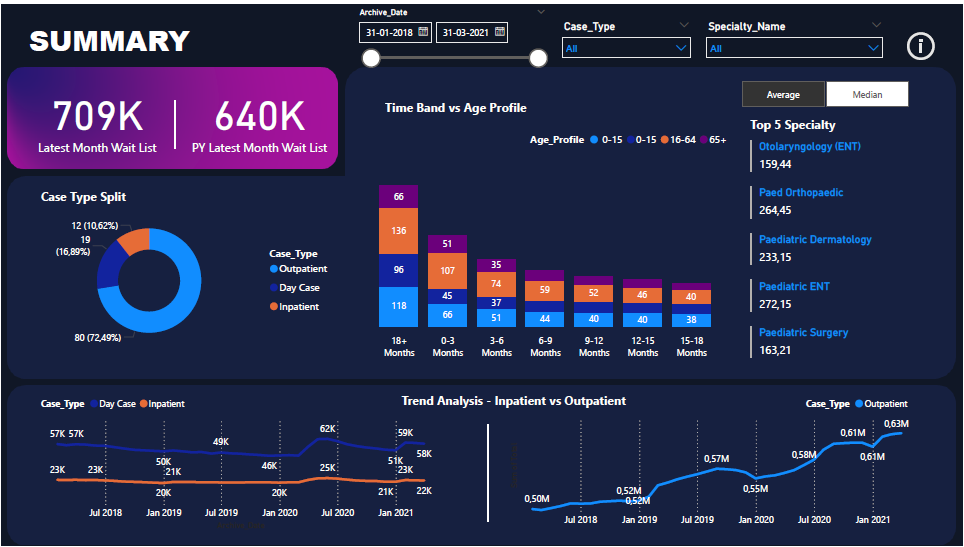 SUMMARY
Archive_Date
31-01-2018
31-03-2021
Case_Type
All
Specialty_Name
All
i
709K
Latest Month Wait List
640K
PY Latest Month Wait List
Time Band vs Age Profile
Age_Profile 0-15 0-15 16-64 65+
66
136
96
118
18+
Months
51
107
45
66
0-3
Months
35
74
37
51
3-6
Months
59
44
6-9
Months
52
40
9-12
Months
46
40
12-15
Months
40
38
15-18
Months
Average
Median
Top 5 Specialty
Otolaryngology (ENT)
159,44
Paed Orthopaedic
264,45
Paediatric Dermatology
233,15
Paediatric ENT
272,15
Paediatric Surgery
163,21
Case Type Split
12 (10,62%)
19
(16,89%)
80 (72,49%)
Case_Type
Outpatient
Day Case
Inpatient
Trend Analysis - Inpatient vs Outpatient
Case_Type Day Case Inpatient
57K 57K
50K
49K
46K
62K
51K
59K
58K
23K
23K
20K
21K
20K
25K
21K
23K
22K
Jul 2018
Jan 2019
Jul 2019
Jan 2020
Jul 2020
Jan 2021
Case_Type Outpatient
0,50M
0,52M
0,52M
0,57M
0,55M
0,58M
0,61M
0,61M
0,63M
Jul 2018
Jan 2019
Jul 2019
Jan 2020
Jul 2020
Jan 2021